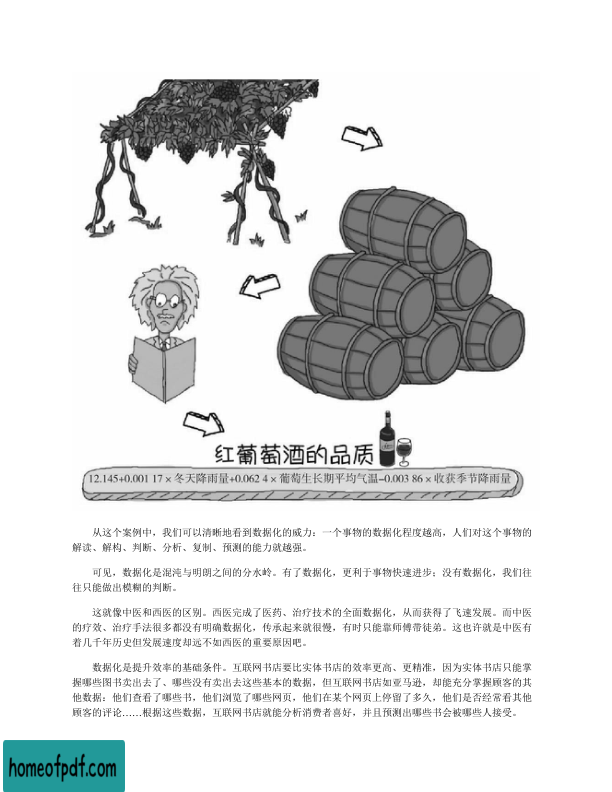 红葡萄酒的品质
12.145+0.001 17×冬天降雨量+0.062 4×葡萄生长期平均气温-0.003 86×收获季节降雨量
从这个案例中，我们可以清晰地看到数据化的威力：一个事物的数据化程度越高，人们对这个事物的
解读、解构、判断、分析、复制、预测的能力就越强。
可见，数据化是混沌与明朗之间的分水岭。有了数据化，更利于事物快速进步；没有数据化，我们往
往只能做出模糊的判断。
这就像中医和西医的区别。西医完成了医药、治疗技术的全面数据化，从而获得了飞速发展。而中医
的疗效、治疗手法很多都没有明确数据化，传承起来就很慢，有时只能靠师傅带徒弟。这也许就是中医有
着几千年历史但发展速度却远不如西医的重要原因吧。
数据化是提升效率的基础条件。互联网书店要比实体书店的效率更高、更精准，因为实体书店只能掌
握哪些图书卖出去了、哪些没有卖出去这些基本的数据，但互联网书店如亚马逊，却能充分掌握顾客的其
他数据：他们查看了哪些书，他们浏览了哪些网页，他们在某个网页上停留了多久，他们是否经常看其他
顾客的评论……根据这些数据，互联网书店就能分析消费者喜好，并且预测出哪些书会被哪些人接受。
homeofpdf.com